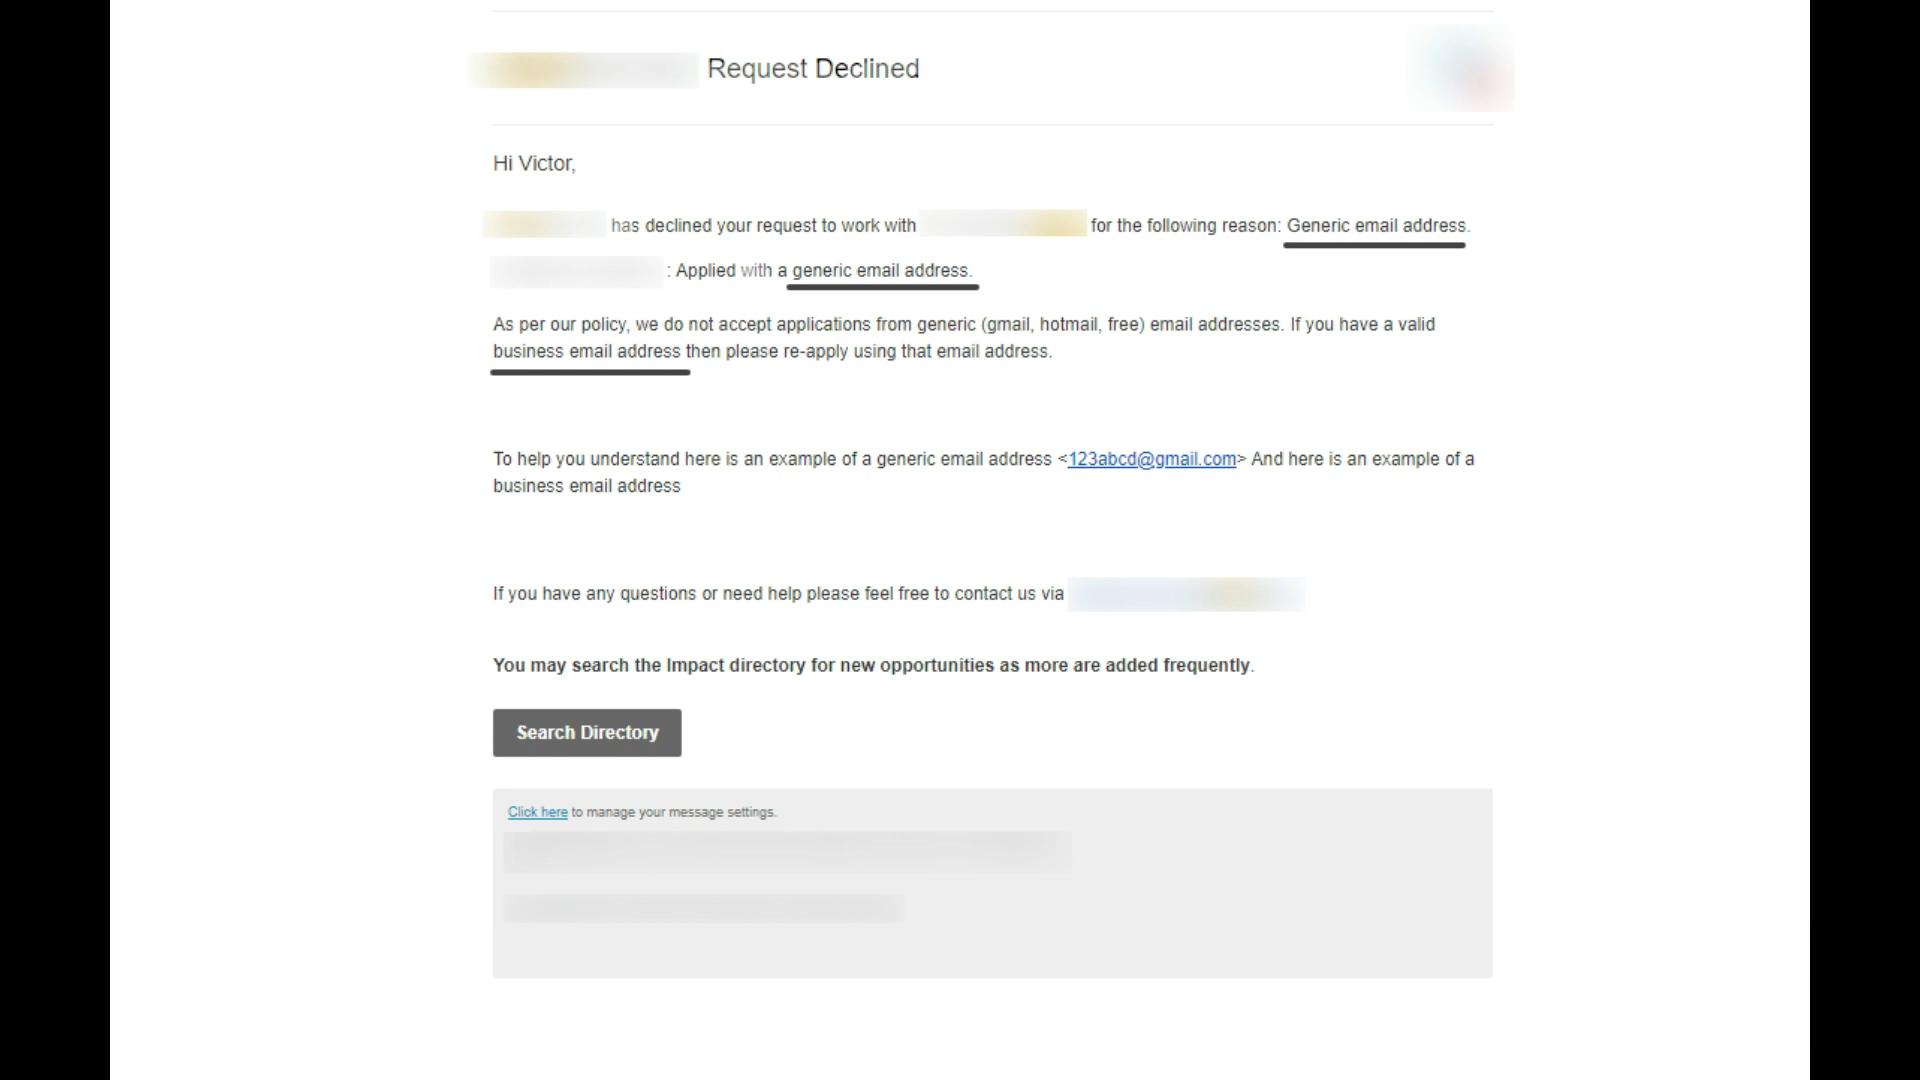 Request Declined
Hi Victor,
has declined your request to work with for the following reason: Generic email address.
: Applied with a generic email address.
As per our policy, we do not accept applications from generic (gmail, hotmail, free) email addresses. If you have a valid
business email address then please re-apply using that email address.
To help you understand here is an example of a generic email address <123abcd@gmail.com> And here is an example of a
business email address
If you have any questions or need help please feel free to contact us via
You may search the Impact directory for new opportunities as more are added frequently.
Search Directory
Click here to manage your message settings.